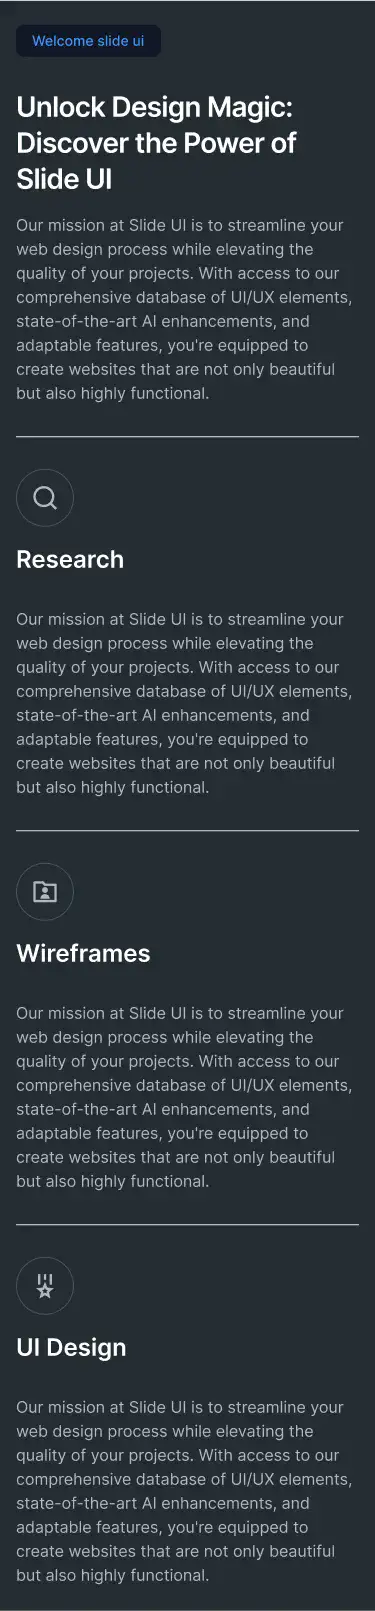 Welcome slide ui
Unlock Design Magic:
Discover the Power of
Slide UI
Our mission at Slide UI is to streamline your
web design process while elevating the
quality of your projects. With access to our
comprehensive database of UI/UX elements,
state-of-the-art AI enhancements, and
adaptable features, you're equipped to
create websites that are not only beautiful
but also highly functional.
Research
Our mission at Slide UI is to streamline your
web design process while elevating the
quality of your projects. With access to our
comprehensive database of UI/UX elements,
state-of-the-art AI enhancements, and
adaptable features, you're equipped to
create websites that are not only beautiful
but also highly functional.
Wireframes
Our mission at Slide UI is to streamline your
web design process while elevating the
quality of your projects. With access to our
comprehensive database of UI/UX elements,
state-of-the-art AI enhancements, and
adaptable features, you're equipped to
create websites that are not only beautiful
but also highly functional.
UI Design
Our mission at Slide UI is to streamline your
web design process while elevating the
quality of your projects. With access to our
comprehensive database of UI/UX elements,
state-of-the-art AI enhancements, and
adaptable features, you're equipped to
create websites that are not only beautiful
but also highly functional.